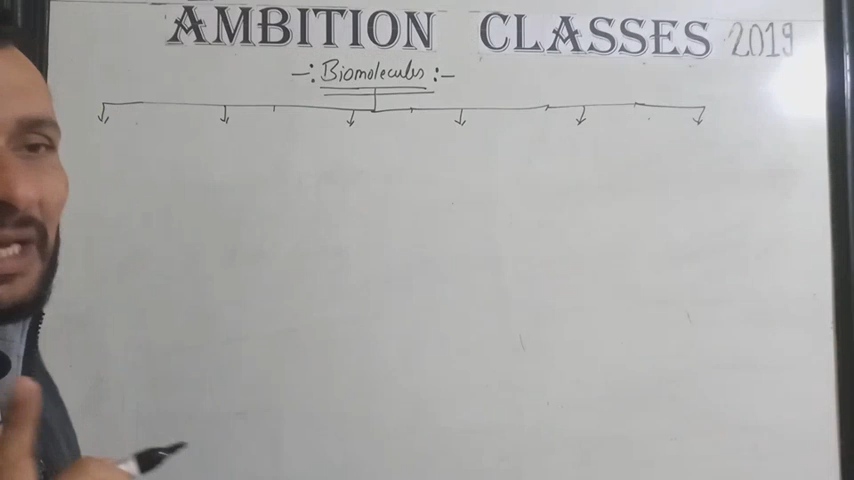 AMBITION CLASSES 2019
-: Biomolecules :-